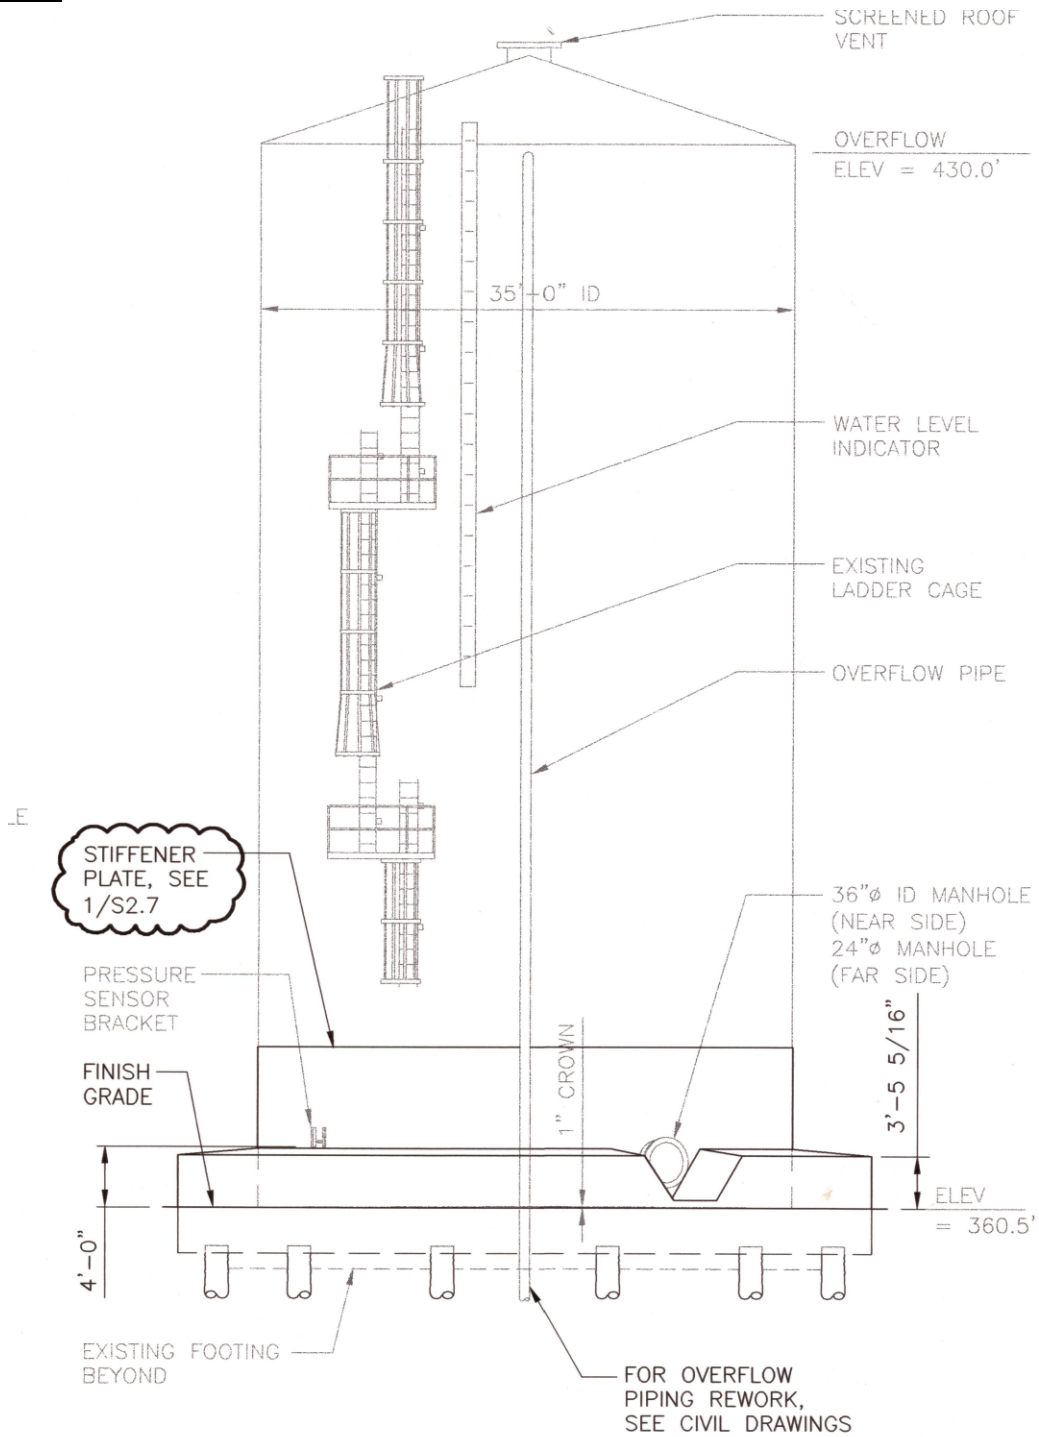 SCREENED ROOF
VENT
OVERFLOW
ELEV = 430.0'
35'-0" ID
WATER LEVEL
INDICATOR
EXISTING
LADDER CAGE
OVERFLOW PIPE
LE
STIFFENER
PLATE, SEE
1/S2.7
36"ø ID MANHOLE
(NEAR SIDE)
24"ø MANHOLE
(FAR SIDE)
PRESSURE
SENSOR
BRACKET
FINISH
GRADE
1" CROWN
3'-5 5/16"
4'-0"
ELEV
= 360.5'
EXISTING FOOTING
BEYOND
FOR OVERFLOW
PIPING REWORK,
SEE CIVIL DRAWINGS